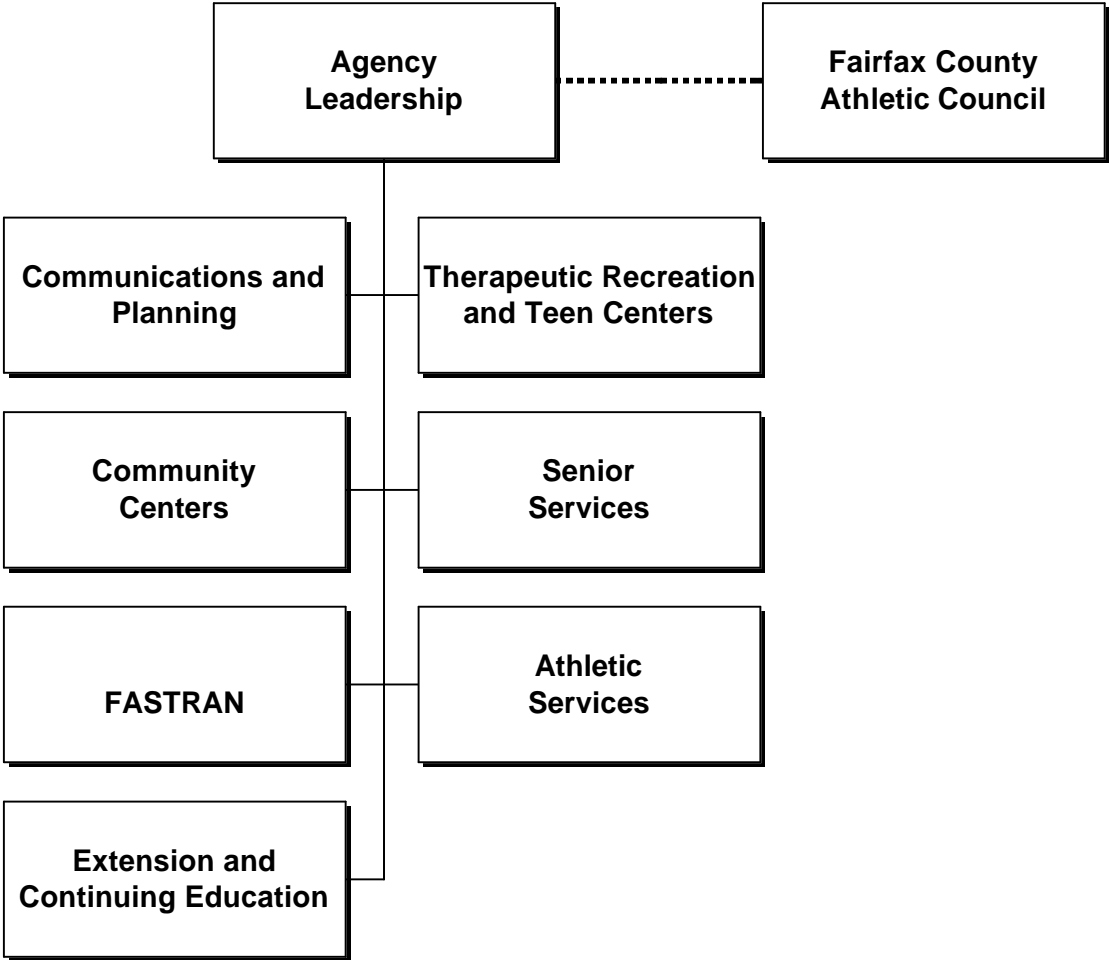 Agency
Leadership
Fairfax County
Athletic Council
Communications and
Planning
Therapeutic Recreation
and Teen Centers
Community
Centers
Senior
Services
FASTRAN
Athletic
Services
Extension and
Continuing Education